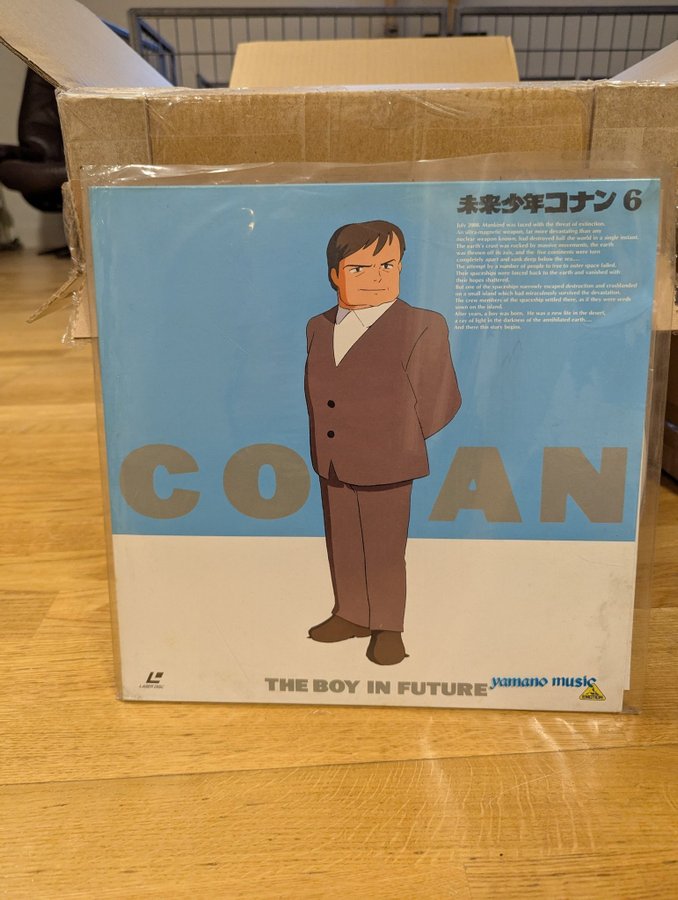 未来少年コナン 6
July 2008. Mankind was faced with the threat of extinction.
An ultra-magnetic weapon, far more devastating than any
nuclear weapon known, had destroyed half the world in a single instant.
The earth's crust was rocked by massive movements, the earth
was thrown off its axis, and the five continents were torn
completely apart and sank deep below the sea....
The attempt by a number of people to flee to outer space failed.
Their spaceships were forced back to the earth and vanished with
their hopes shattered.
But one of the spaceships narrowly escaped destruction and crashlanded
on a small island which had miraculously survived the devastation.
The crew members of the spaceship settled there, as if they were seeds
sown on the island.
After years, a boy was born. He was a new life in the desert,
a ray of light in the darkness of the annihilated earth....
And there this story begins.
CO AN
LASER DISC
THE BOY IN FUTURE
yamano music
EMOTION